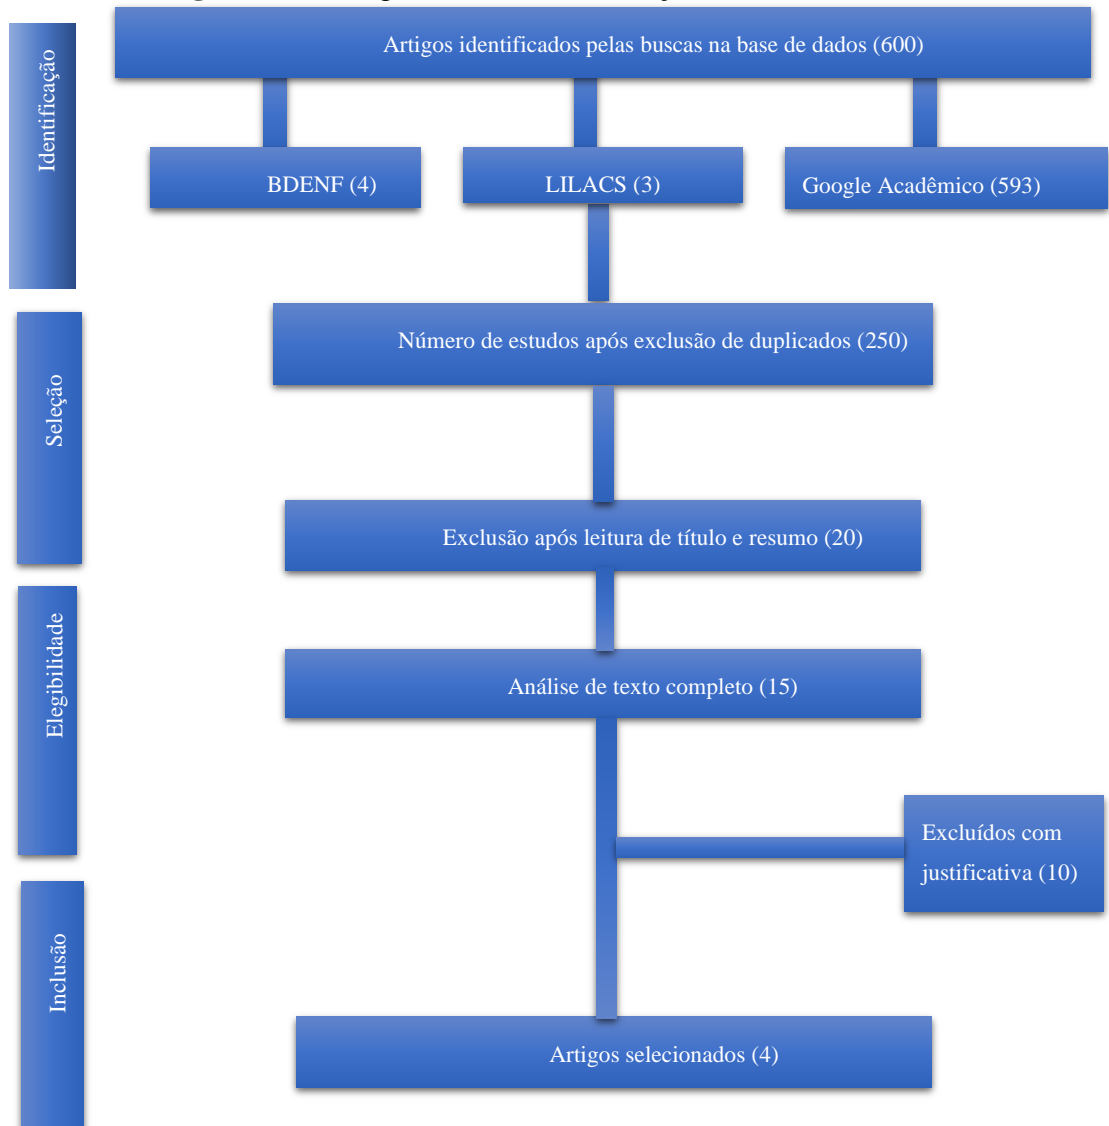 Identificação
Artigos identificados pelas buscas na base de dados (600)
BDENF (4)
LILACS (3)
Google Acadêmico (593)
Seleção
Número de estudos após exclusão de duplicados (250)
Exclusão após leitura de título e resumo (20)
Elegibilidade
Análise de texto completo (15)
Excluídos com
justificativa (10)
Inclusão
Artigos selecionados (4)